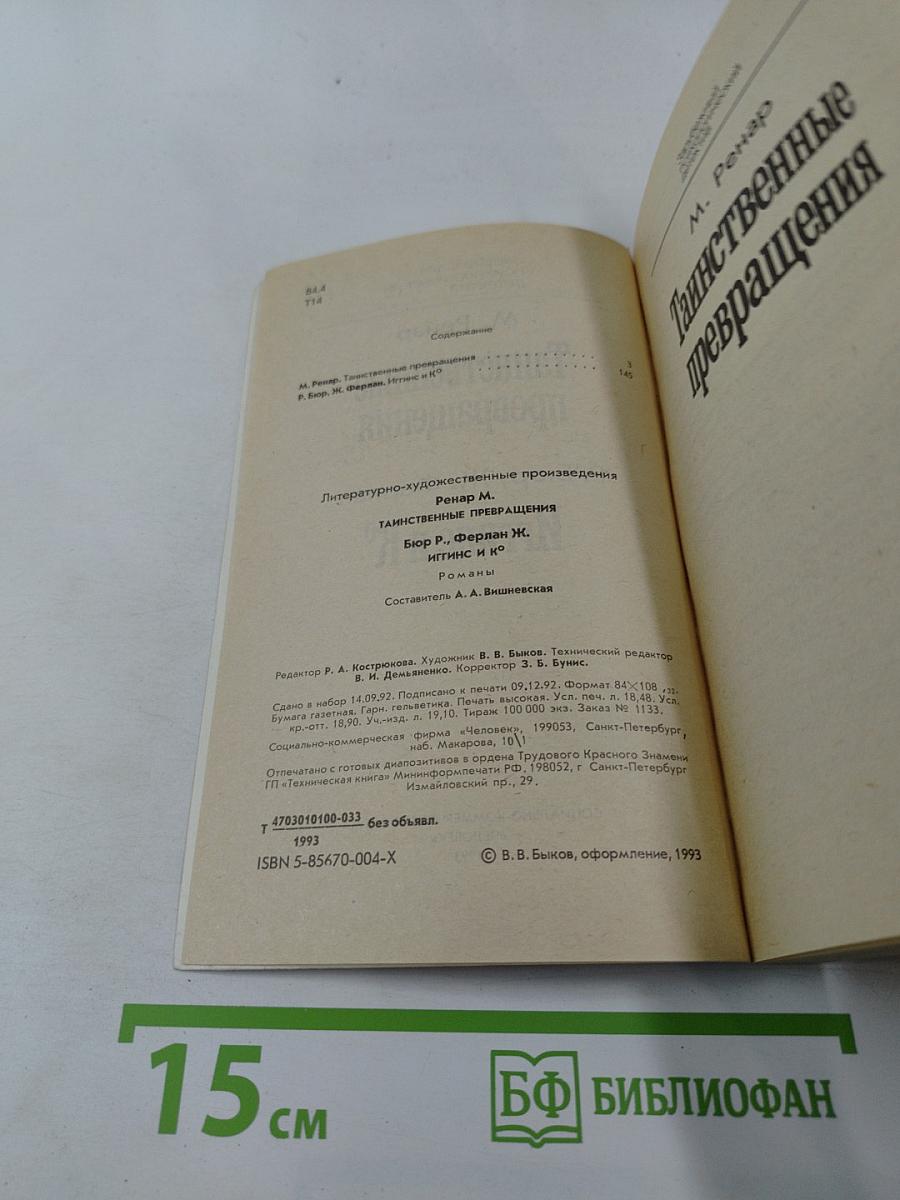 84.4
Т14
Содержание
М. Ренар. Таинственные превращения . . . . . . . . . . 3
Р. Бюр, Ж. Ферлан. Иггинс и К° . . . . . . . . . . 145
Литературно-художественные произведения
Ренар М.
ТАИНСТВЕННЫЕ ПРЕВРАЩЕНИЯ
Бюр Р., Ферлан Ж.
ИГГИНС И К°
Романы
Составитель А. А. Вишневская
Редактор Р. А. Кострюкова. Художник В. В. Быков. Технический редактор
В. И. Демьяненко. Корректор З. Б. Бунис.
Сдано в набор 14.09.92. Подписано к печати 09.12.92. Формат 84×108 /32.
Бумага газетная. Гарн. гельветика. Печать высокая. Усл. печ. л. 18,48. Усл.
кр.-отт. 18,90. Уч.-изд. л. 19,10. Тираж 100 000 экз. Заказ № 1133.
Социально-коммерческая фирма «Человек», 199053, Санкт-Петербург,
наб. Макарова, 10\1
Отпечатано с готовых диапозитивов в ордена Трудового Красного Знамени
ГП «Техническая книга» Мининформпечати РФ, 198052, г Санкт-Петербург
Измайловский пр., 29.
Т 4703010100-033 без объявл.
1993
ISBN 5-85670-004-X
© В. В. Быков, оформление, 1993
М. Ренар
Таинственные
превращения
15 см
БФ БИБЛИОФАН